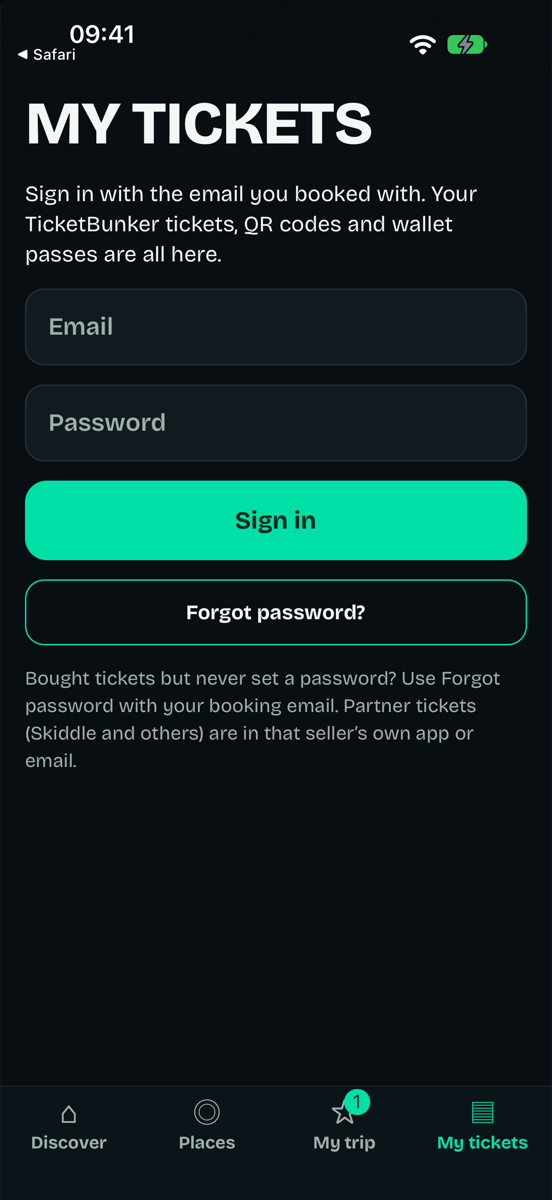 09:41
◀ Safari
MY TICKETS
Sign in with the email you booked with. Your
TicketBunker tickets, QR codes and wallet
passes are all here.
Email
Password
Sign in
Forgot password?
Bought tickets but never set a password? Use Forgot
password with your booking email. Partner tickets
(Skiddle and others) are in that seller's own app or
email.
1
Discover
Places
My trip
My tickets